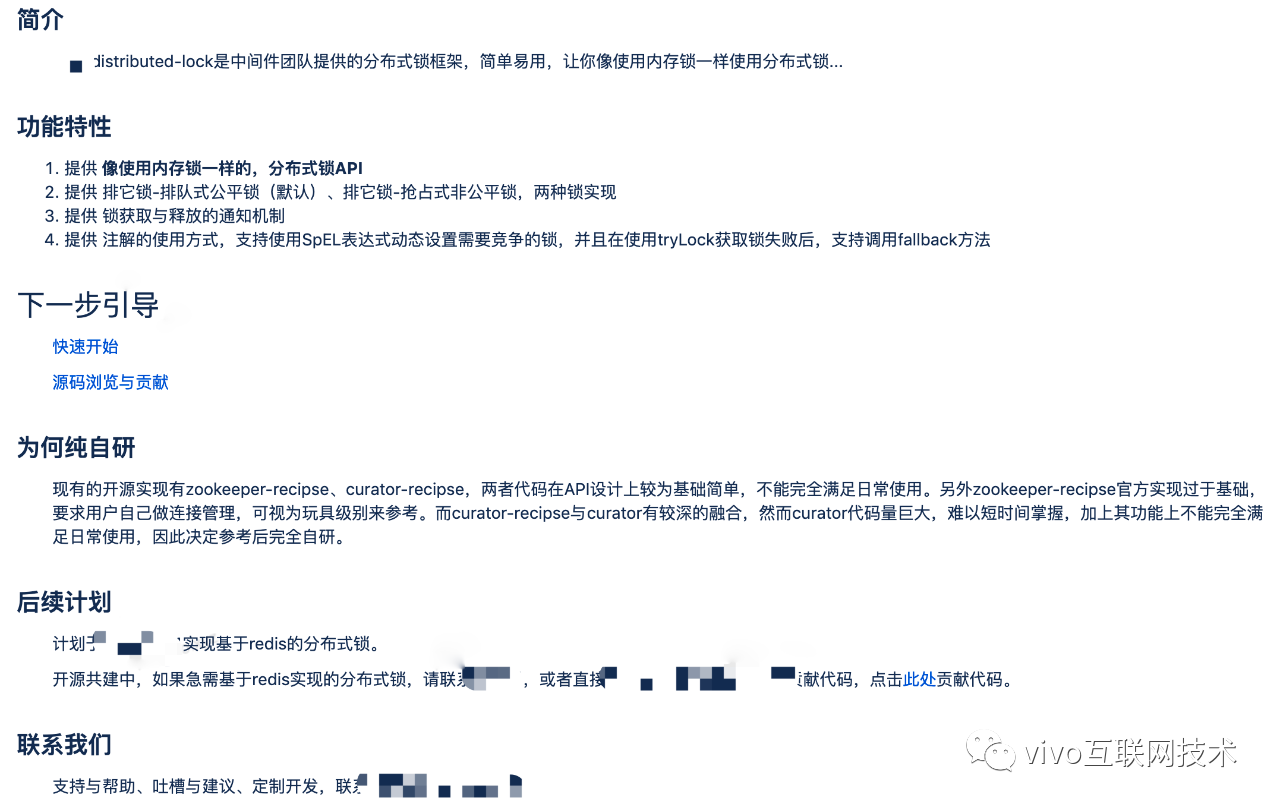 简介
distributed-lock是中间件团队提供的分布式锁框架，简单易用，让你像使用内存锁一样使用分布式锁...
功能特性
1. 提供 像使用内存锁一样的，分布式锁API
2. 提供 排它锁-排队式公平锁（默认）、排它锁-抢占式非公平锁，两种锁实现
3. 提供 锁获取与释放的通知机制
4. 提供 注解的使用方式，支持使用SpEL表达式动态设置需要竞争的锁，并且在使用tryLock获取锁失败后，支持调用fallback方法
下一步引导
快速开始
源码浏览与贡献
为何纯自研
现有的开源实现有zookeeper-recipse、curator-recipse，两者代码在API设计上较为基础简单，不能完全满足日常使用。另外zookeeper-recipse官方实现过于基础，
要求用户自己做连接管理，可视为玩具级别来参考。而curator-recipse与curator有较深的融合，然而curator代码量巨大，难以短时间掌握，加上其功能上不能完全满
足日常使用，因此决定参考后完全自研。
后续计划
计划于 实现基于redis的分布式锁。
开源共建中，如果急需基于redis实现的分布式锁，请联系 ，或者直接 贡献代码，点击此处贡献代码。
联系我们
支持与帮助、吐槽与建议、定制开发，联系
vivo互联网技术